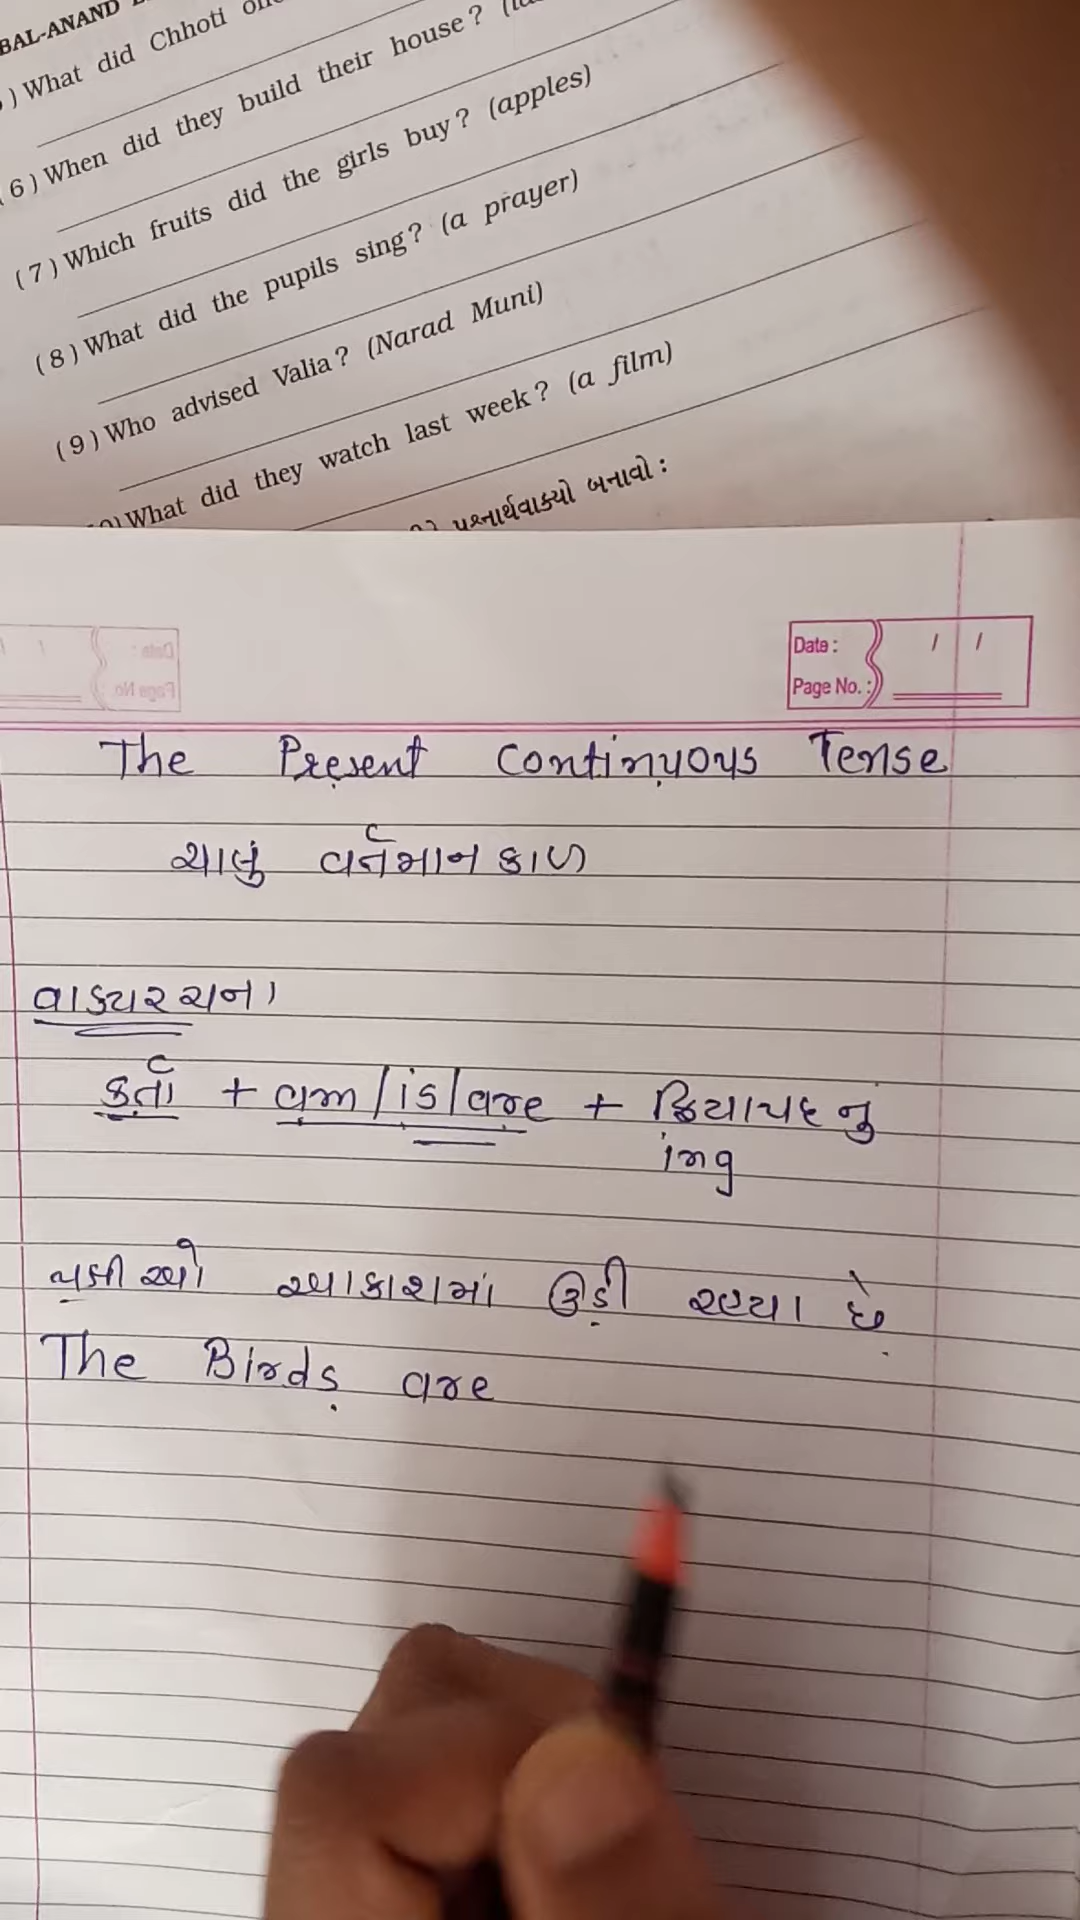 BAL-ANAND
) What did Chhoti
(6) When did they build their house?
(7) Which fruits did the girls buy? (apples)
(8) What did the pupils sing? (a prayer)
(9) Who advised Valia? (Narad Muni)
What did they watch last week? (a film)
પ્રશ્નાર્થવાક્યો બનાવો :
Date : / /
Page No. :
The Present Continuous Tense
ચાલું વર્તમાનકાળ
વાક્યરચના
કર્તા + am / is / are + ક્રિયાપદનું
ing
પક્ષીઓ આકાશમાં ઊડી રહ્યા છે.
The Birds are